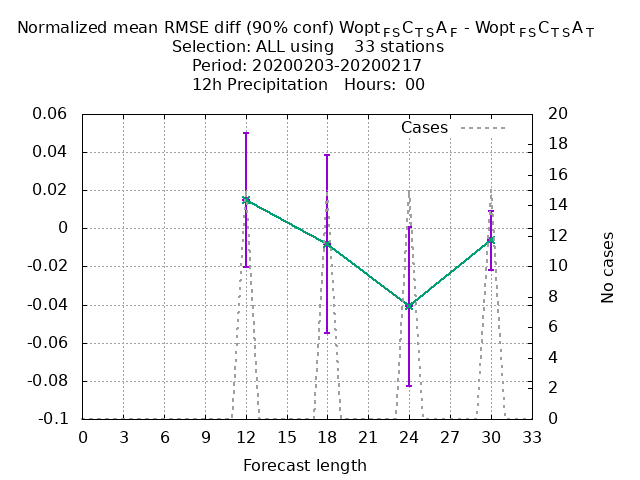 Normalized mean RMSE diff (90% conf) Wopt FS C TS A F - Wopt FS C TS A T
Selection: ALL using 33 stations
Period: 20200203-20200217
12h Precipitation Hours: 00
Cases
0.06
0.04
0.02
0
-0.02
-0.04
-0.06
-0.08
-0.1
20
18
16
14
12
10
8
6
4
2
0
No cases
0 3 6 9 12 15 18 21 24 27 30 33
Forecast length